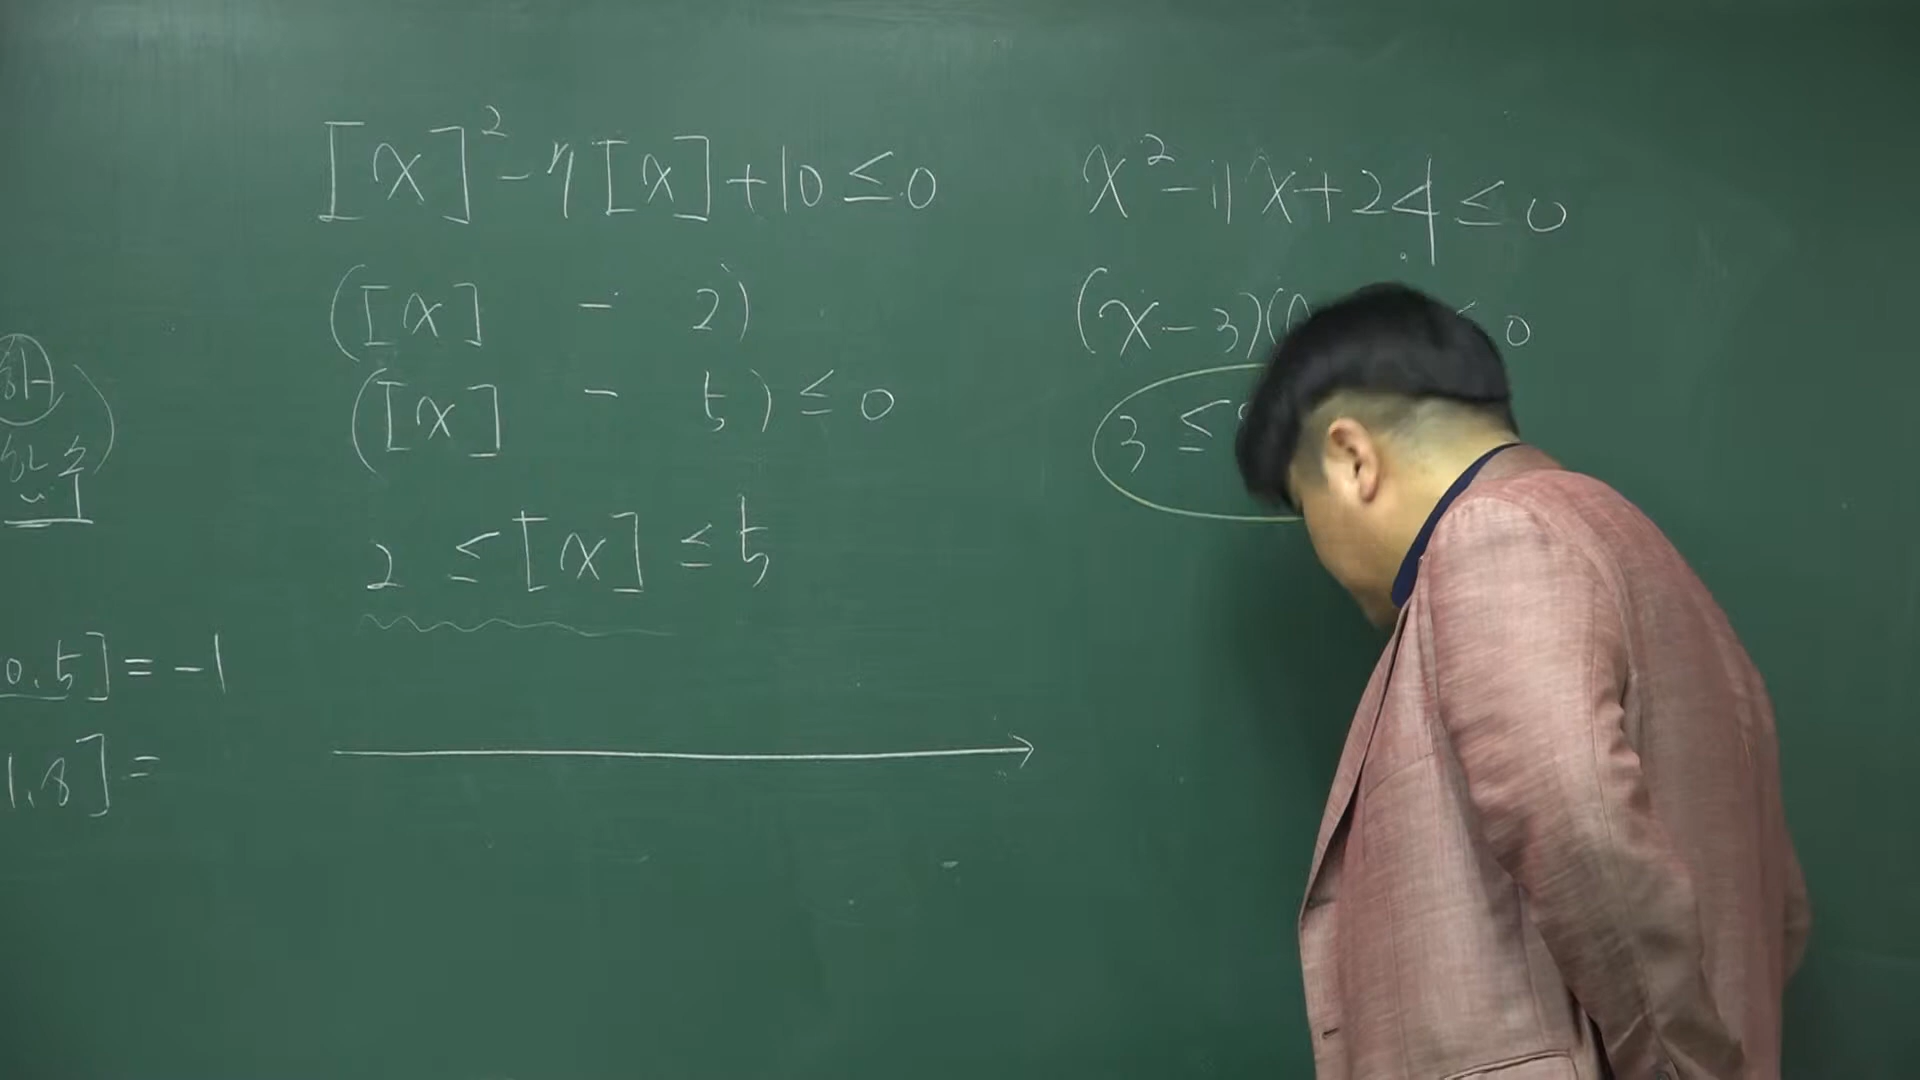 [x]² - 7[x] + 10 ≤ 0
([x] - 2)
([x] - 5) ≤ 0
2 ≤ [x] ≤ 5
x² - 11x + 24 ≤ 0
(x - 3)( ≤ 0
3 ≤
0.5] = -1
1.8] =